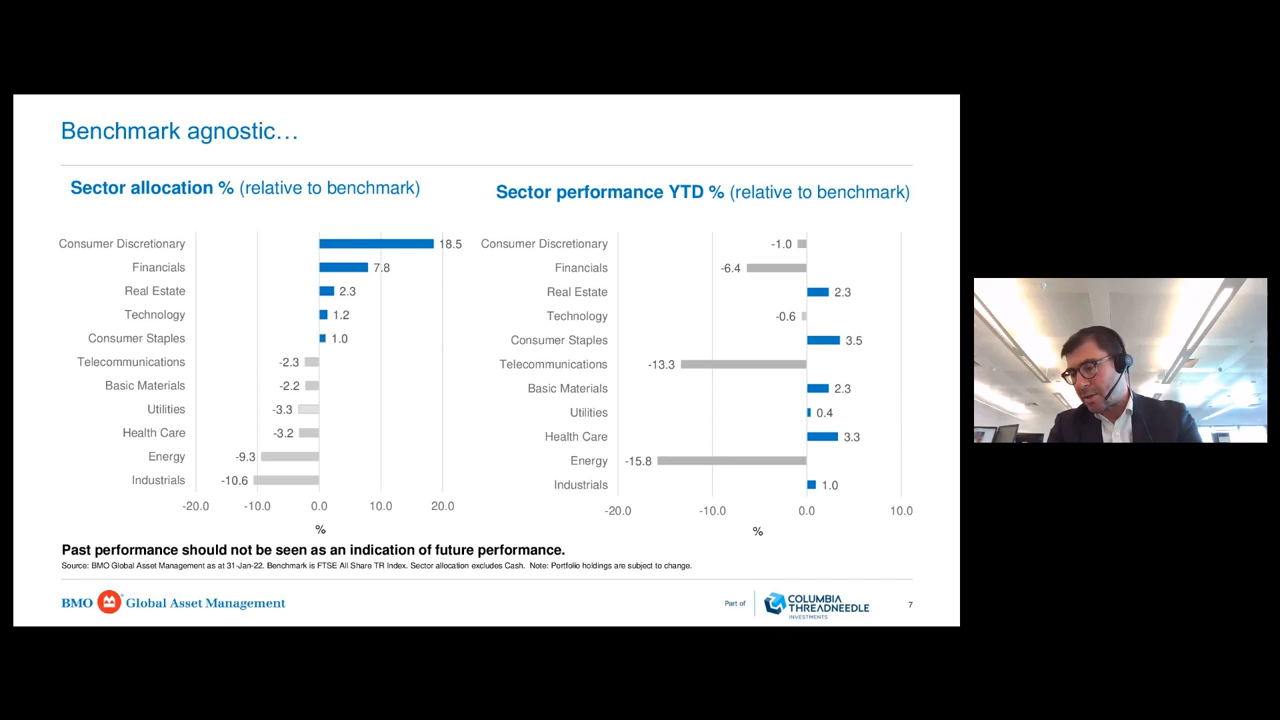 Benchmark agnostic…
Sector allocation % (relative to benchmark)
Consumer Discretionary 18.5
Financials 7.8
Real Estate 2.3
Technology 1.2
Consumer Staples 1.0
Telecommunications -2.3
Basic Materials -2.2
Utilities -3.3
Health Care -3.2
Energy -9.3
Industrials -10.6
-20.0 -10.0 0.0 10.0 20.0
%
Sector performance YTD % (relative to benchmark)
Consumer Discretionary -1.0
Financials -6.4
Real Estate 2.3
Technology -0.6
Consumer Staples 3.5
Telecommunications -13.3
Basic Materials 2.3
Utilities 0.4
Health Care 3.3
Energy -15.8
Industrials 1.0
-20.0 -10.0 0.0 10.0
%
Past performance should not be seen as an indication of future performance.
Source: BMO Global Asset Management as at 31-Jan-22. Benchmark is FTSE All Share TR Index. Sector allocation excludes Cash. Note: Portfolio holdings are subject to change.
BMO Global Asset Management
Part of
COLUMBIA
THREADNEEDLE
INVESTMENTS
7